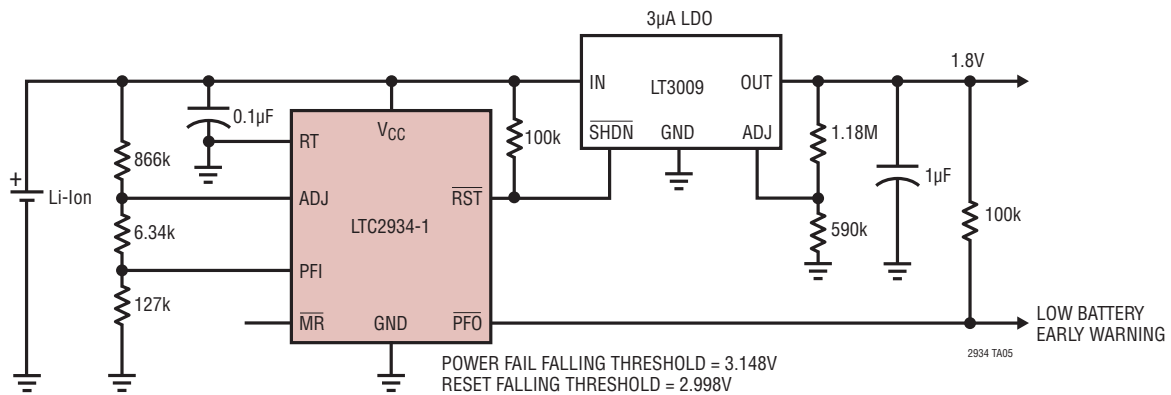 3µA LDO
IN
LT3009
OUT
1.8V
SHDN
GND
ADJ
0.1µF
VCC
RT
100k
1.18M
866k
1µF
+
Li-Ion
ADJ
RST
LTC2934-1
590k
100k
6.34k
PFI
127k
MR
GND
PFO
LOW BATTERY
EARLY WARNING
2934 TA05
POWER FAIL FALLING THRESHOLD = 3.148V
RESET FALLING THRESHOLD = 2.998V